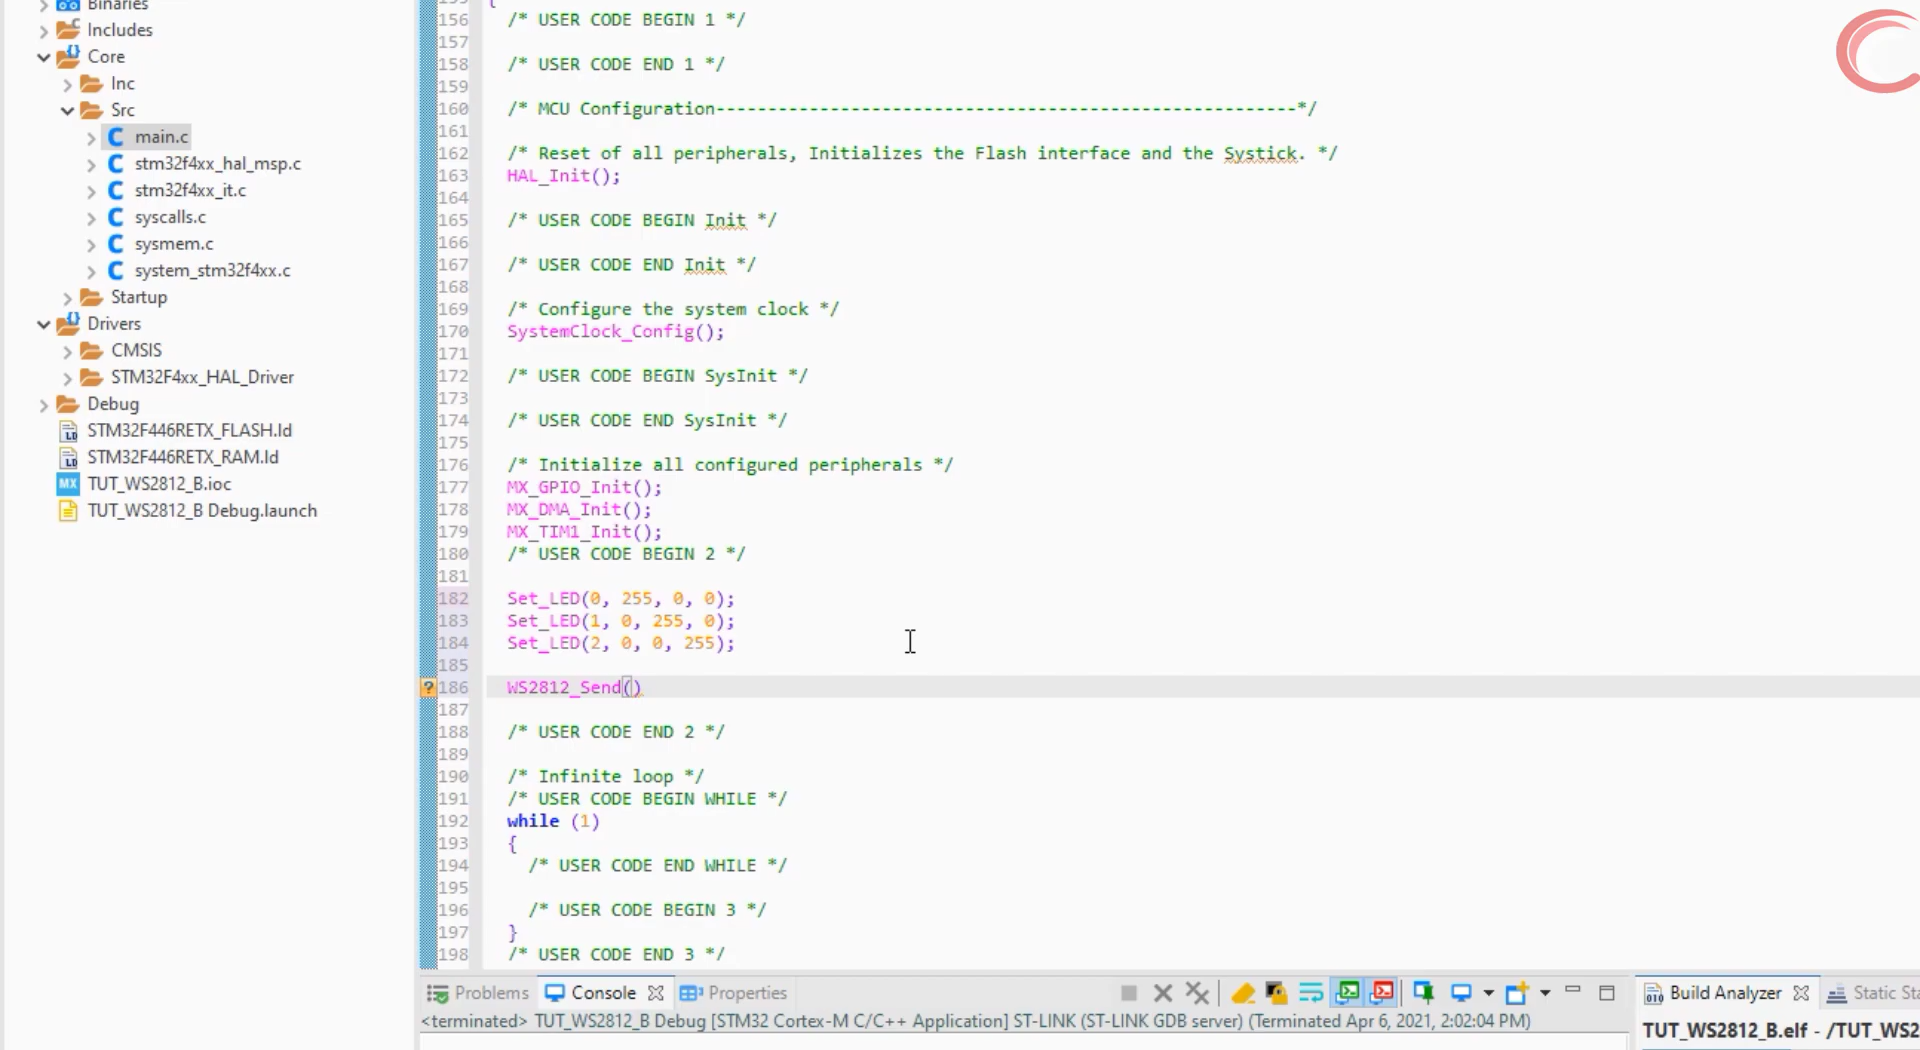 Binaries
Includes
Core
Inc
Src
main.c
stm32f4xx_hal_msp.c
stm32f4xx_it.c
syscalls.c
sysmem.c
system_stm32f4xx.c
Startup
Drivers
CMSIS
STM32F4xx_HAL_Driver
Debug
STM32F446RETX_FLASH.ld
STM32F446RETX_RAM.ld
MX TUT_WS2812_B.ioc
TUT_WS2812_B Debug.launch
155 {
156 /* USER CODE BEGIN 1 */
157
158 /* USER CODE END 1 */
159
160 /* MCU Configuration--------------------------------------------------------*/
161
162 /* Reset of all peripherals, Initializes the Flash interface and the Systick. */
163 HAL_Init();
164
165 /* USER CODE BEGIN Init */
166
167 /* USER CODE END Init */
168
169 /* Configure the system clock */
170 SystemClock_Config();
171
172 /* USER CODE BEGIN SysInit */
173
174 /* USER CODE END SysInit */
175
176 /* Initialize all configured peripherals */
177 MX_GPIO_Init();
178 MX_DMA_Init();
179 MX_TIM1_Init();
180 /* USER CODE BEGIN 2 */
181
182 Set_LED(0, 255, 0, 0);
183 Set_LED(1, 0, 255, 0);
184 Set_LED(2, 0, 0, 255);
185
186 WS2812_Send()
187
188 /* USER CODE END 2 */
189
190 /* Infinite loop */
191 /* USER CODE BEGIN WHILE */
192 while (1)
193 {
194 /* USER CODE END WHILE */
195
196 /* USER CODE BEGIN 3 */
197 }
198 /* USER CODE END 3 */
Problems Console Properties
<terminated> TUT_WS2812_B Debug [STM32 Cortex-M C/C++ Application] ST-LINK (ST-LINK GDB server) (Terminated Apr 6, 2021, 2:02:04 PM)
Build Analyzer Static Sta
TUT_WS2812_B.elf - /TUT_WS2